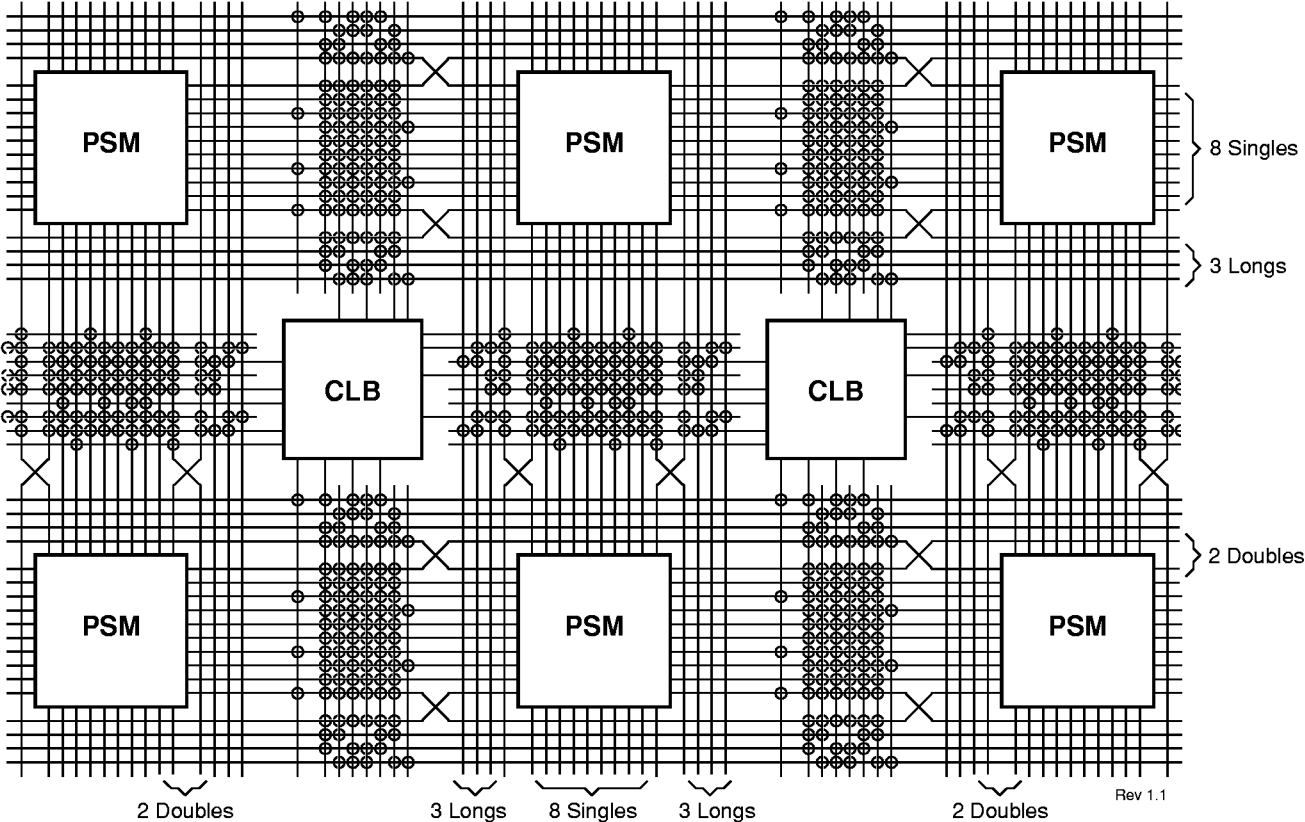 PSM
PSM
PSM
8 Singles
3 Longs
CLB
CLB
2 Doubles
PSM
PSM
PSM
Rev 1.1
2 Doubles
3 Longs
8 Singles
3 Longs
2 Doubles